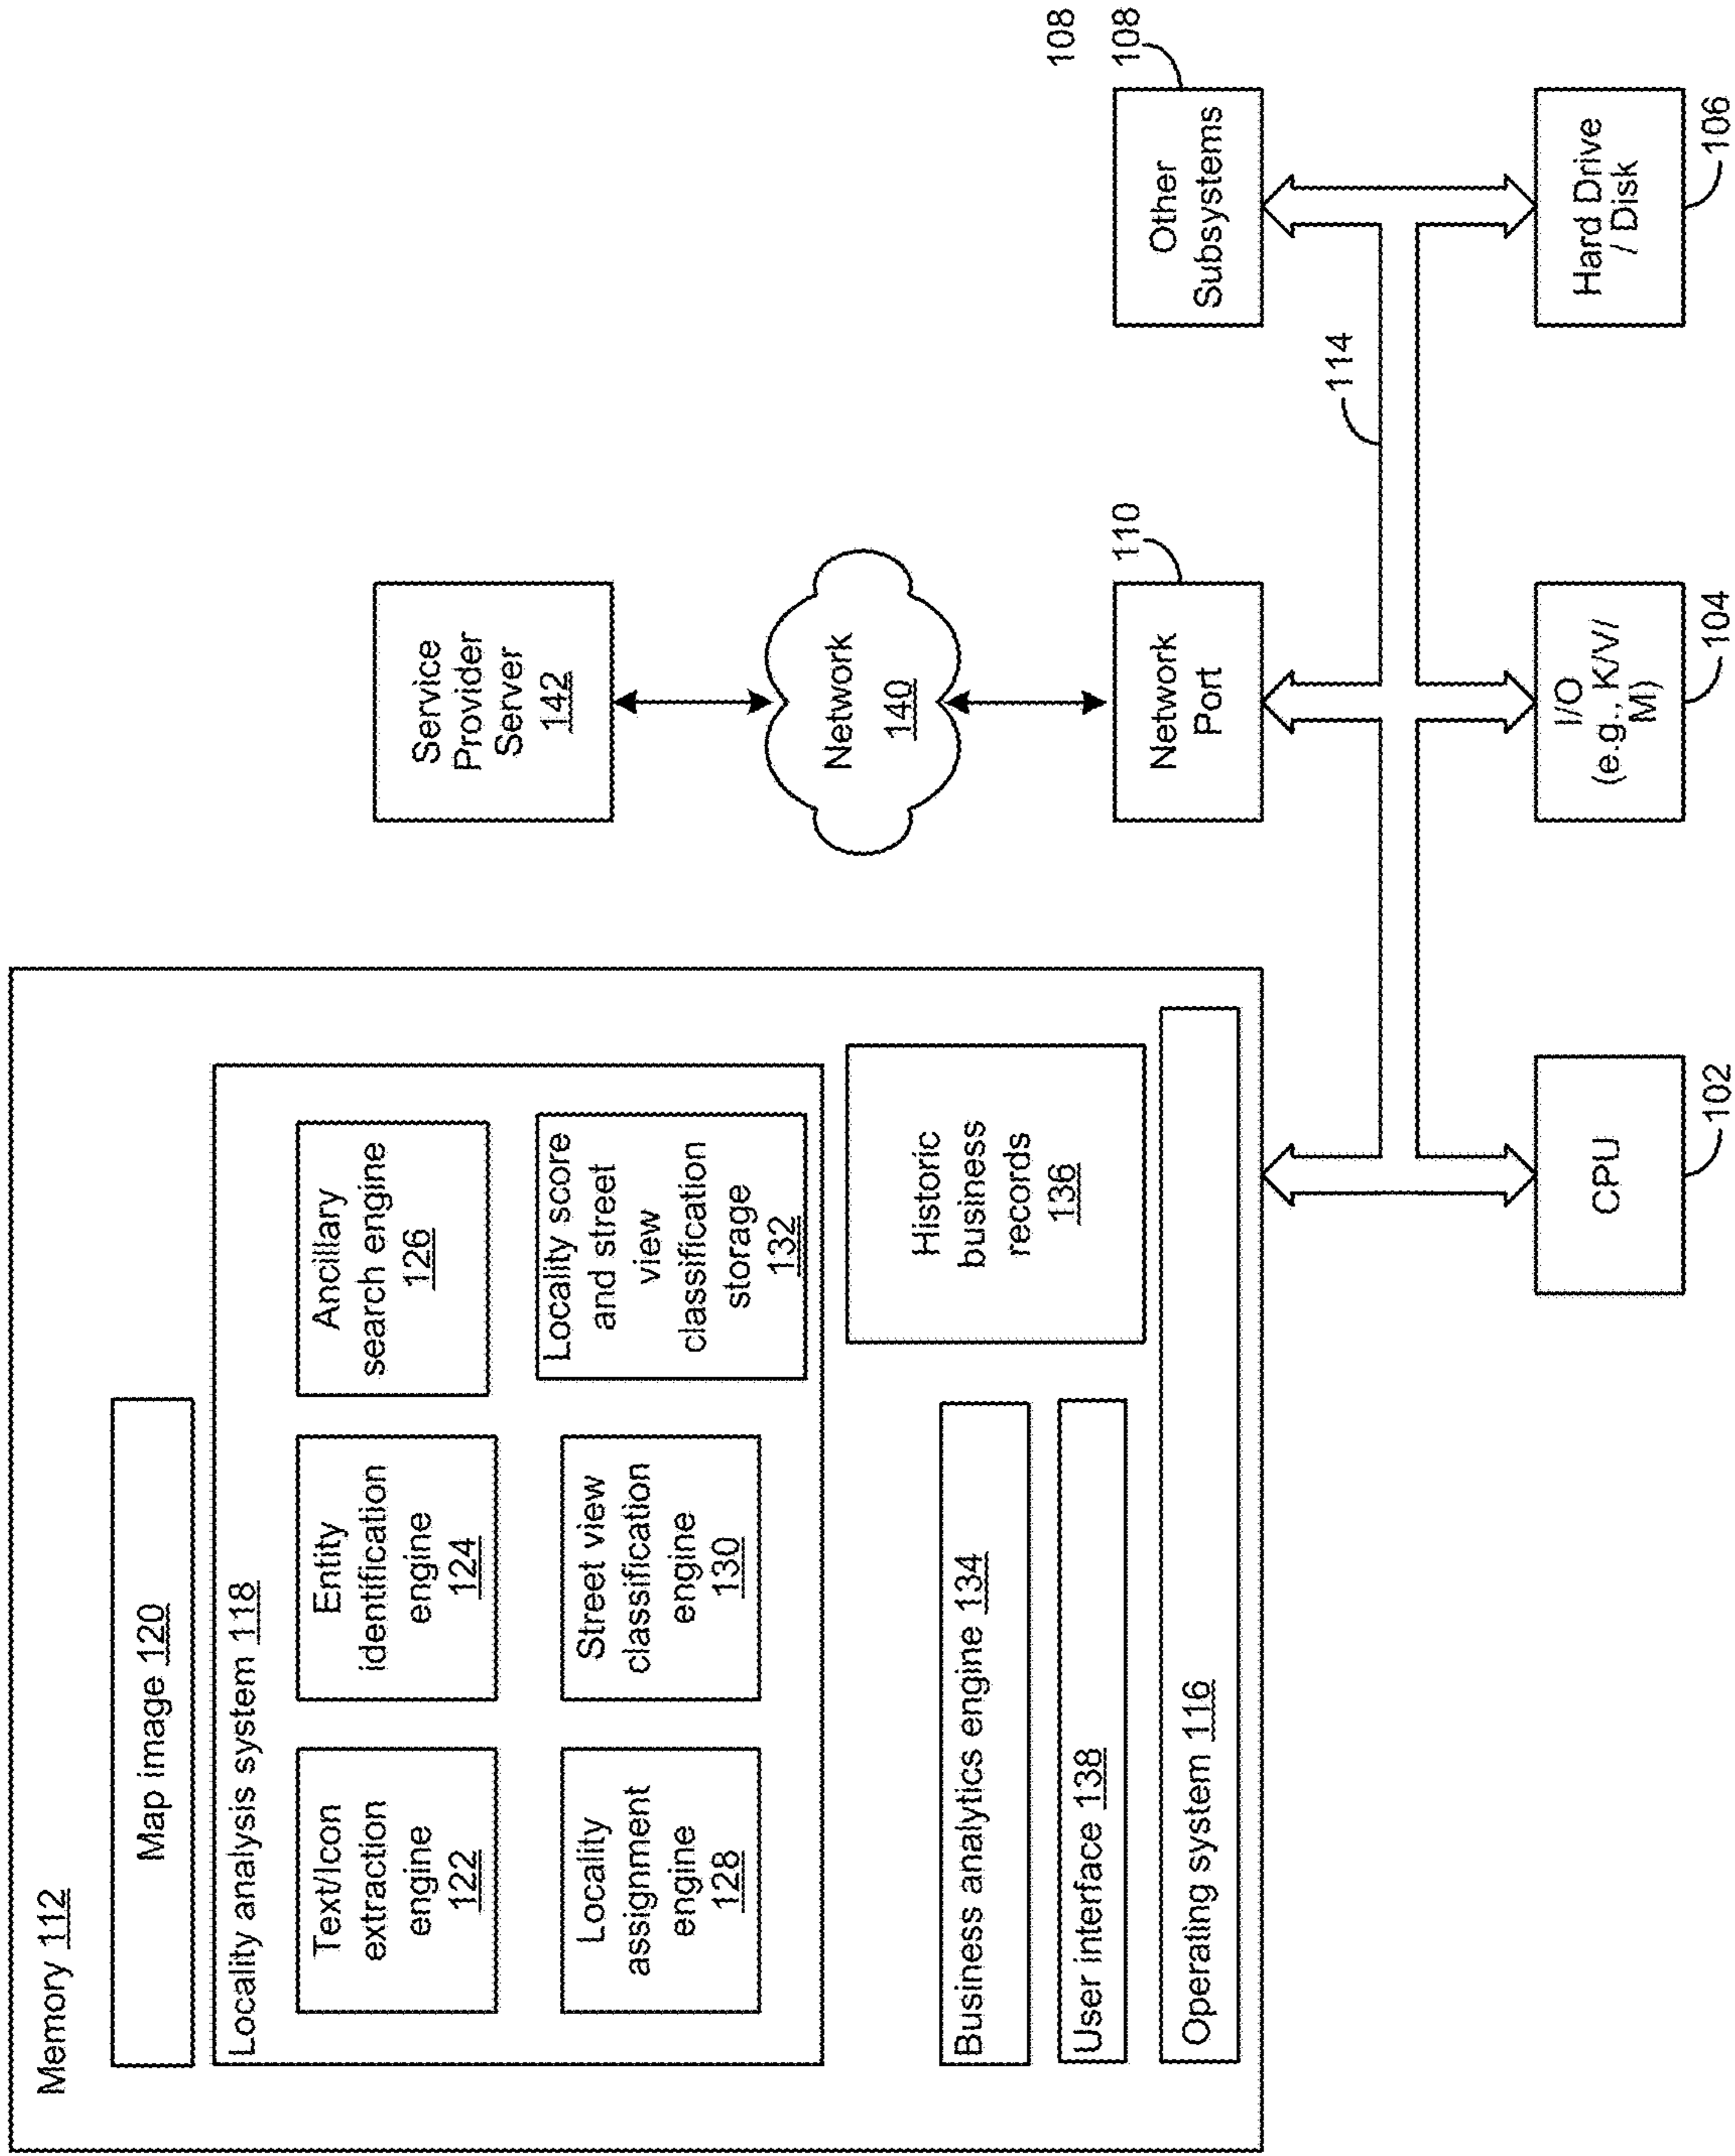 Memory 112
Map image 120
Locality analysis system 118
Text/Icon
extraction
engine
122
Entity
identification
engine
124
Ancillary
search engine
126
Locality
assignment
engine
128
Street view
classification
engine
130
Locality score
and street
view
classification
storage
132
Business analytics engine 134
User interface 138
Historic
business
records
136
Operating system 116
Service
Provider
Server
142
Network
140
Network
Port
110
Other
Subsystems
108
108
114
CPU
102
I/O
(e.g., K/V/
M)
104
Hard Drive
/ Disk
106